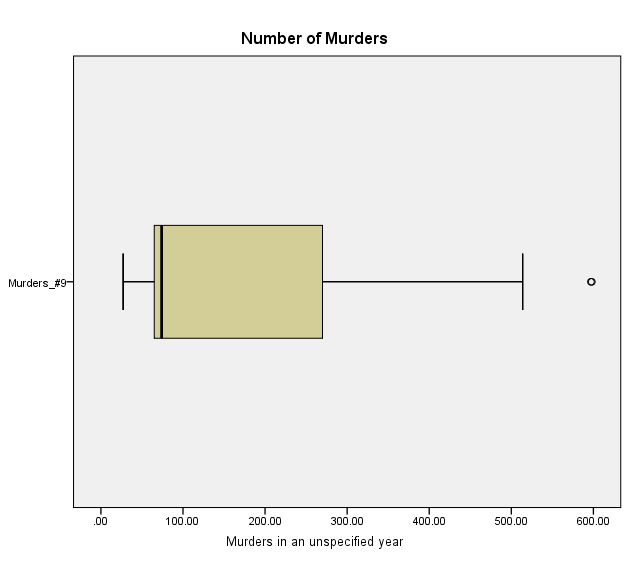 Number of Murders
Murders_#9
.00 100.00 200.00 300.00 400.00 500.00 600.00
Murders in an unspecified year